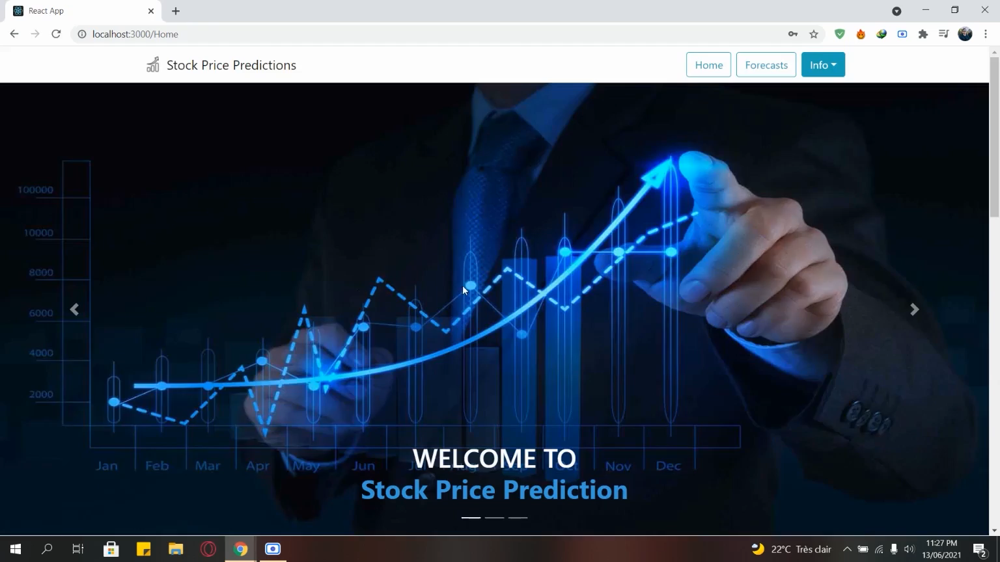 React App
localhost:3000/Home
Stock Price Predictions
Home
Forecasts
Info
100000
10000
8000
6000
4000
2000
Jan Feb Mar Apr May Jun Nov Dec
WELCOME TO
Stock Price Prediction
22°C Très clair
11:27 PM
13/06/2021
2